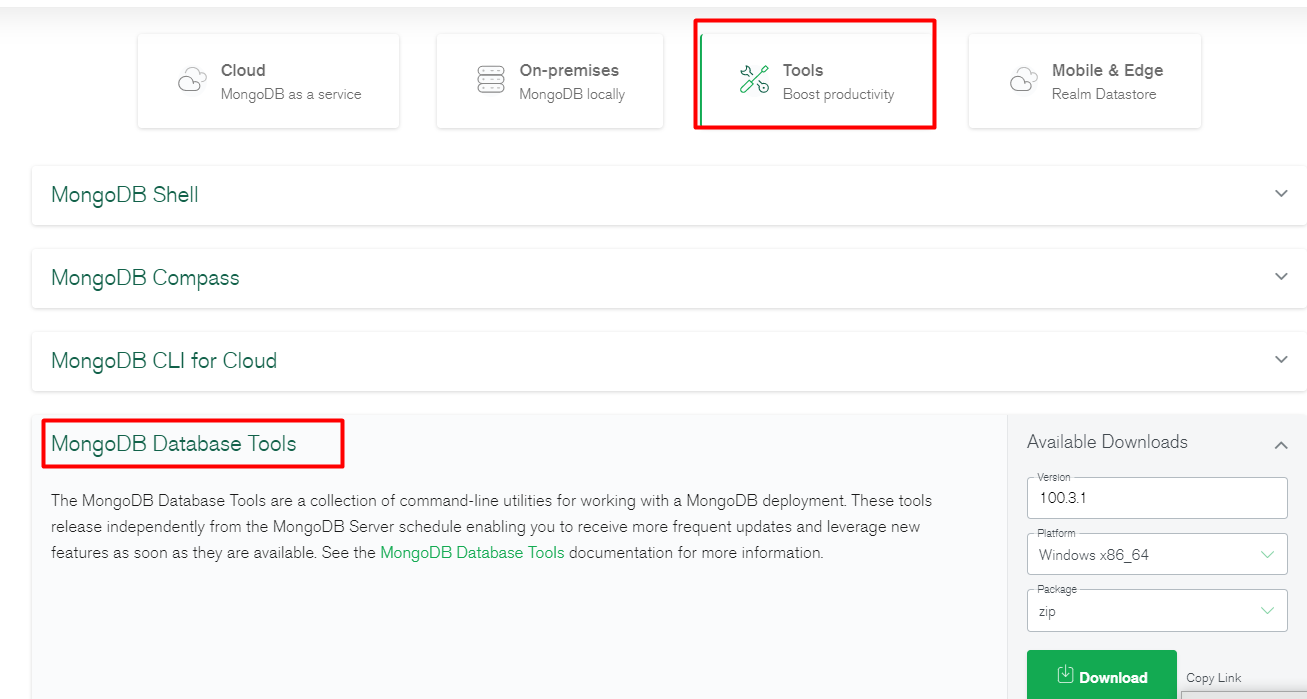 Cloud
MongoDB as a service
On-premises
MongoDB locally
Tools
Boost productivity
Mobile & Edge
Realm Datastore
MongoDB Shell
MongoDB Compass
MongoDB CLI for Cloud
MongoDB Database Tools
The MongoDB Database Tools are a collection of command-line utilities for working with a MongoDB deployment. These tools
release independently from the MongoDB Server schedule enabling you to receive more frequent updates and leverage new
features as soon as they are available. See the MongoDB Database Tools documentation for more information.
Available Downloads
Version
100.3.1
Platform
Windows x86_64
Package
zip
Download
Copy Link